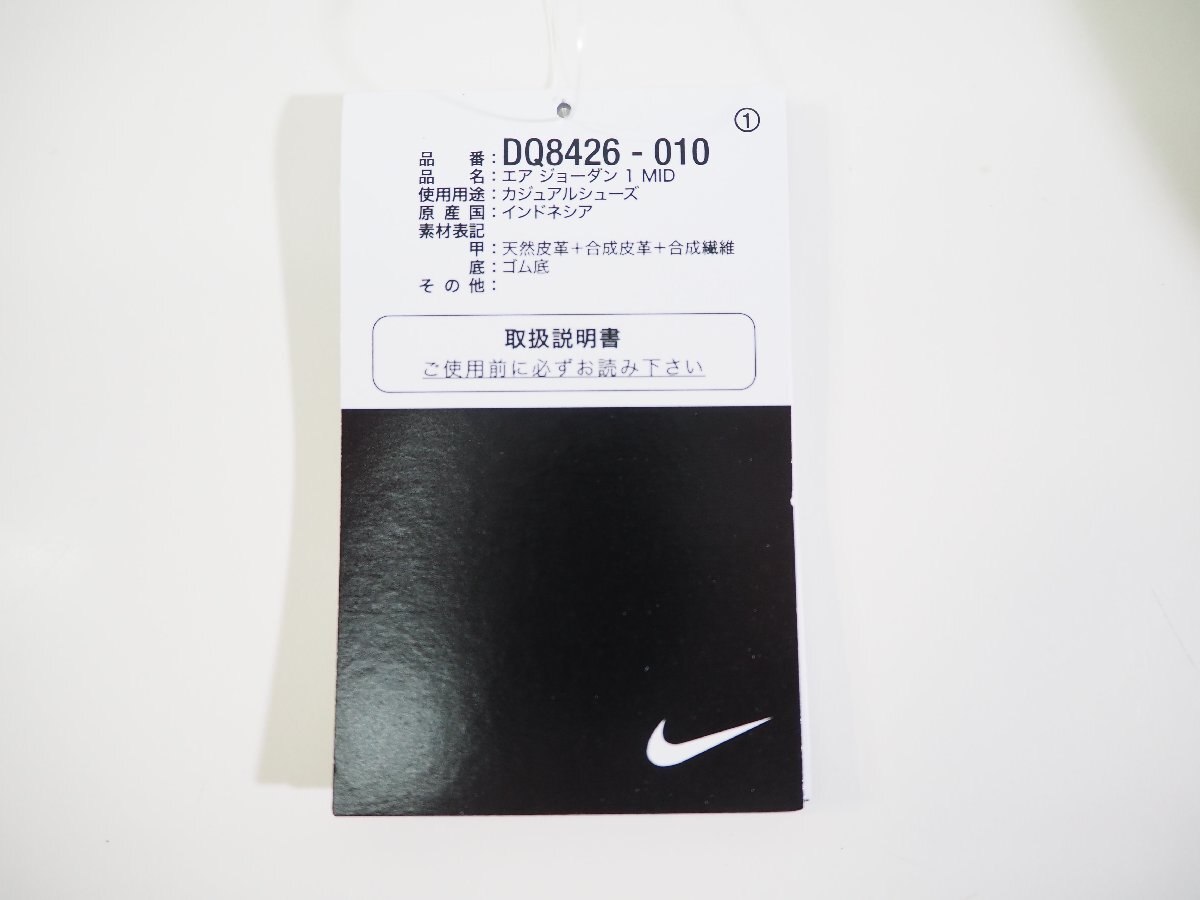 ①
品番：DQ8426 - 010
品名：エア ジョーダン 1 MID
使用用途：カジュアルシューズ
原産国：インドネシア
素材表記
甲：天然皮革＋合成皮革＋合成繊維
底：ゴム底
その他：
取扱説明書
ご使用前に必ずお読み下さい